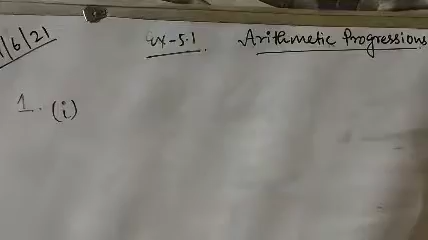 /6/21 Ex-5.1 Arithmetic Progressions
1. (i)